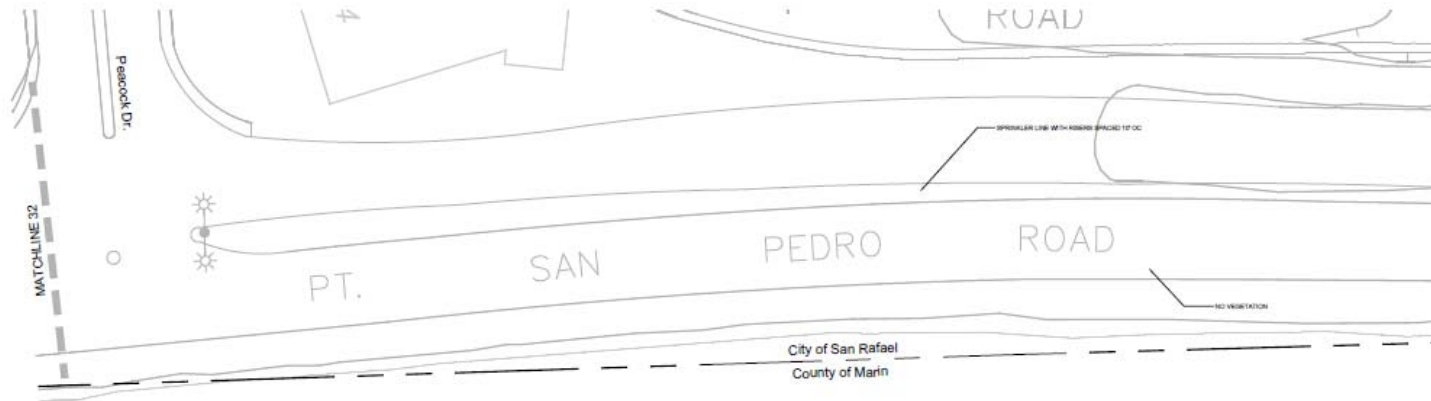 4
ROAD
Peacock Dr.
SPRINKLER LINE WITH RISERS SPACED 10' OC
MATCHLINE 32
PT. SAN PEDRO ROAD
NO VEGETATION
City of San Rafael
County of Marin